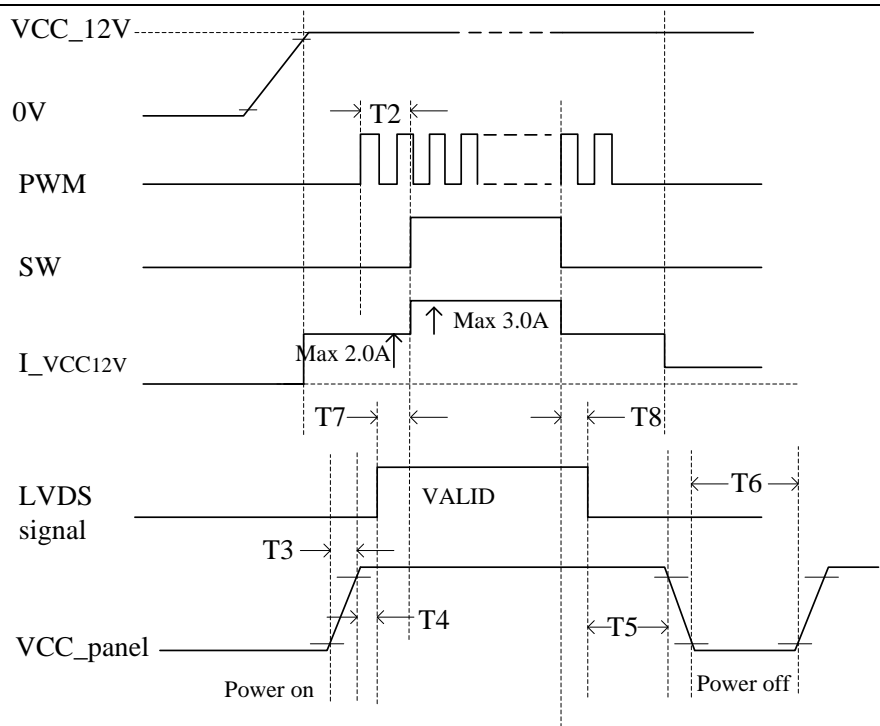 VCC_12V
0V
T2
PWM
SW
Max 3.0A
Max 2.0A
I_VCC12V
T7
T8
LVDS
signal
VALID
T6
T3
T4
T5
VCC_panel
Power on
Power off